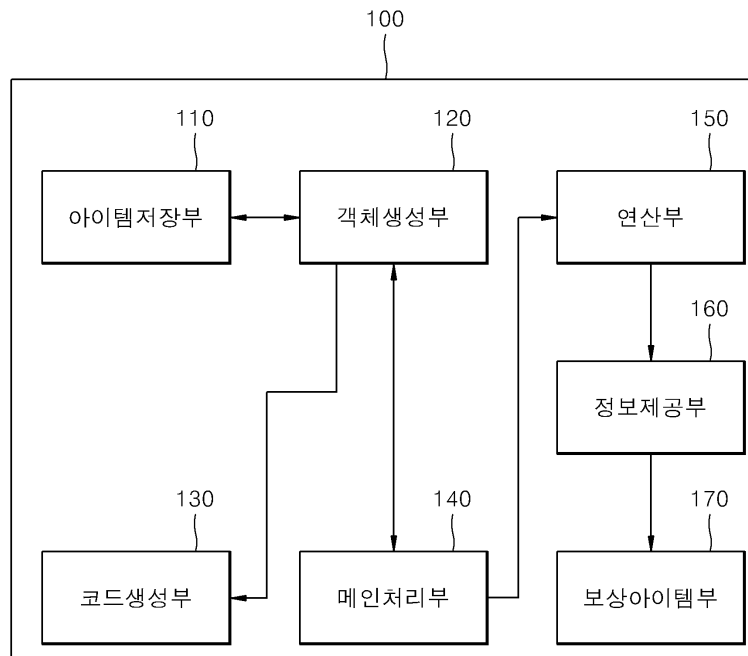 100
110
120
150
아이템저장부
객체생성부
연산부
160
정보제공부
130
140
170
코드생성부
메인처리부
보상아이템부